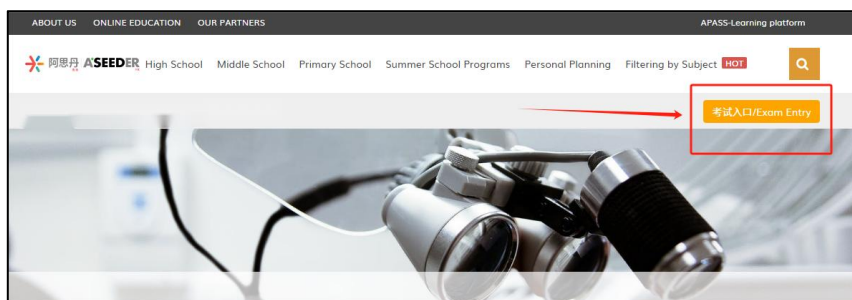 ABOUT US ONLINE EDUCATION OUR PARTNERS APASS-Learning platform
阿思丹 A'SEEDER High School Middle School Primary School Summer School Programs Personal Planning Filtering by Subject HOT
考试入口/Exam Entry